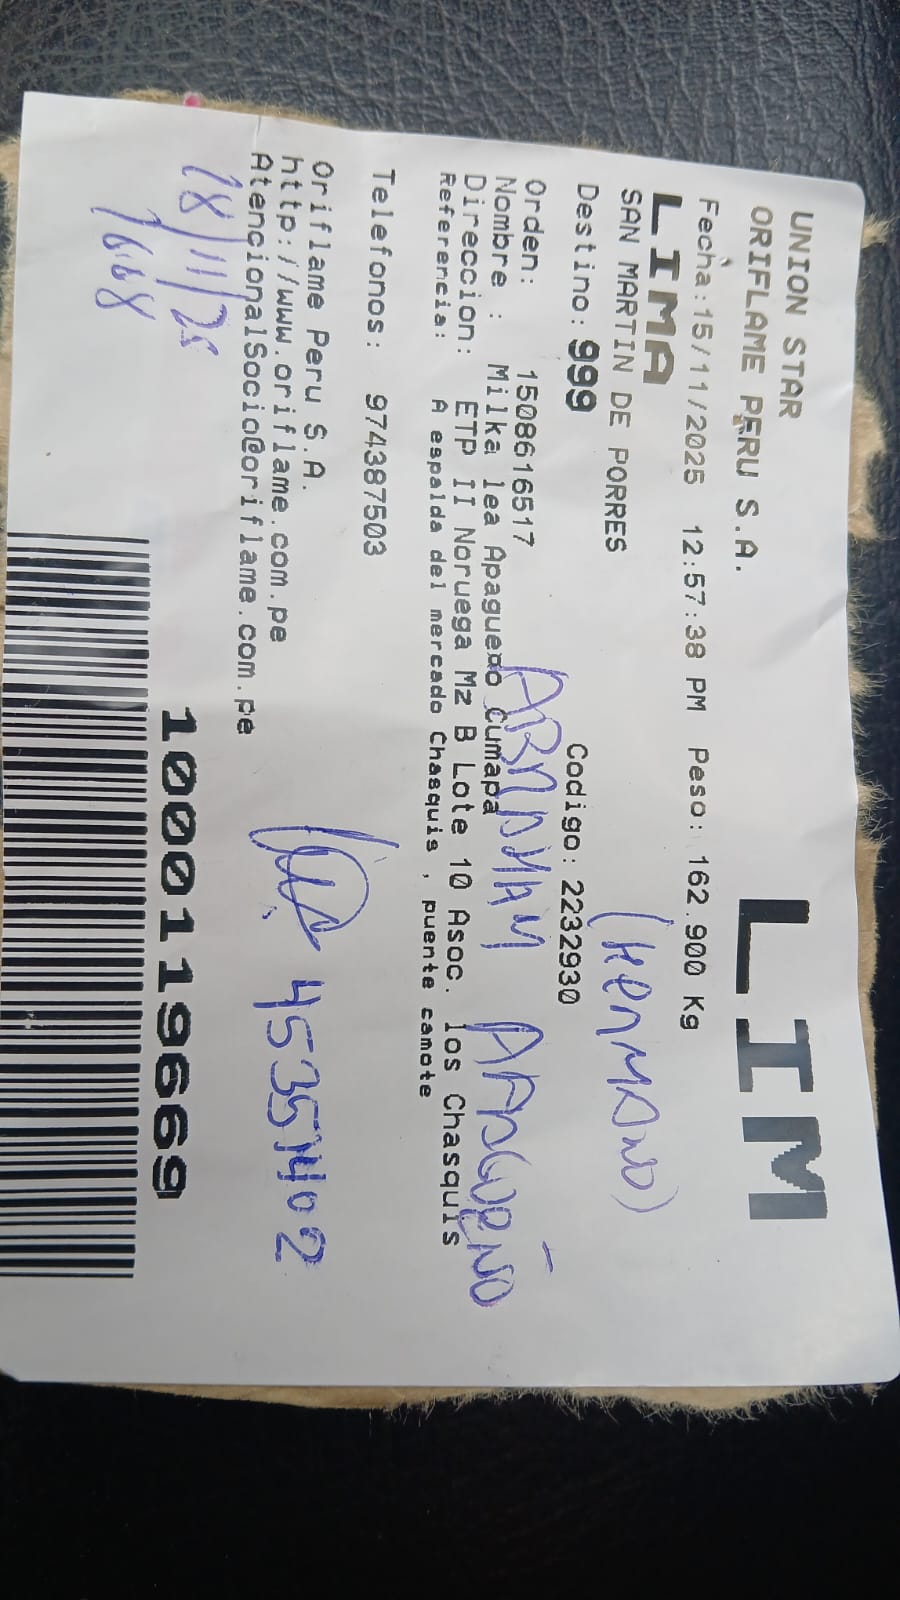 UNION STAR
ORIFLAME PERU S.A.
LIM
Fecha:15/11/2025 12:57:38 PM Peso: 162.900 Kg
LIMA
SAN MARTIN DE PORRES
(HERMANO)
Destino: 999 Codigo: 2232930
Orden: 1508616517
ABRAHAM
Nombre : Milka lea Apagueño Cumapa
Direccion: ETP II Noruega Mz B Lote 10 Asoc. los Chasquis
Referencia: A espalda del mercado Chasquis, puente camote
Telefonos: 974387503
45351402
Oriflame Peru S.A.
http://www.oriflame.com.pe
AtencionalSocio@oriflame.com.pe
18/11/25
1668
1000119669